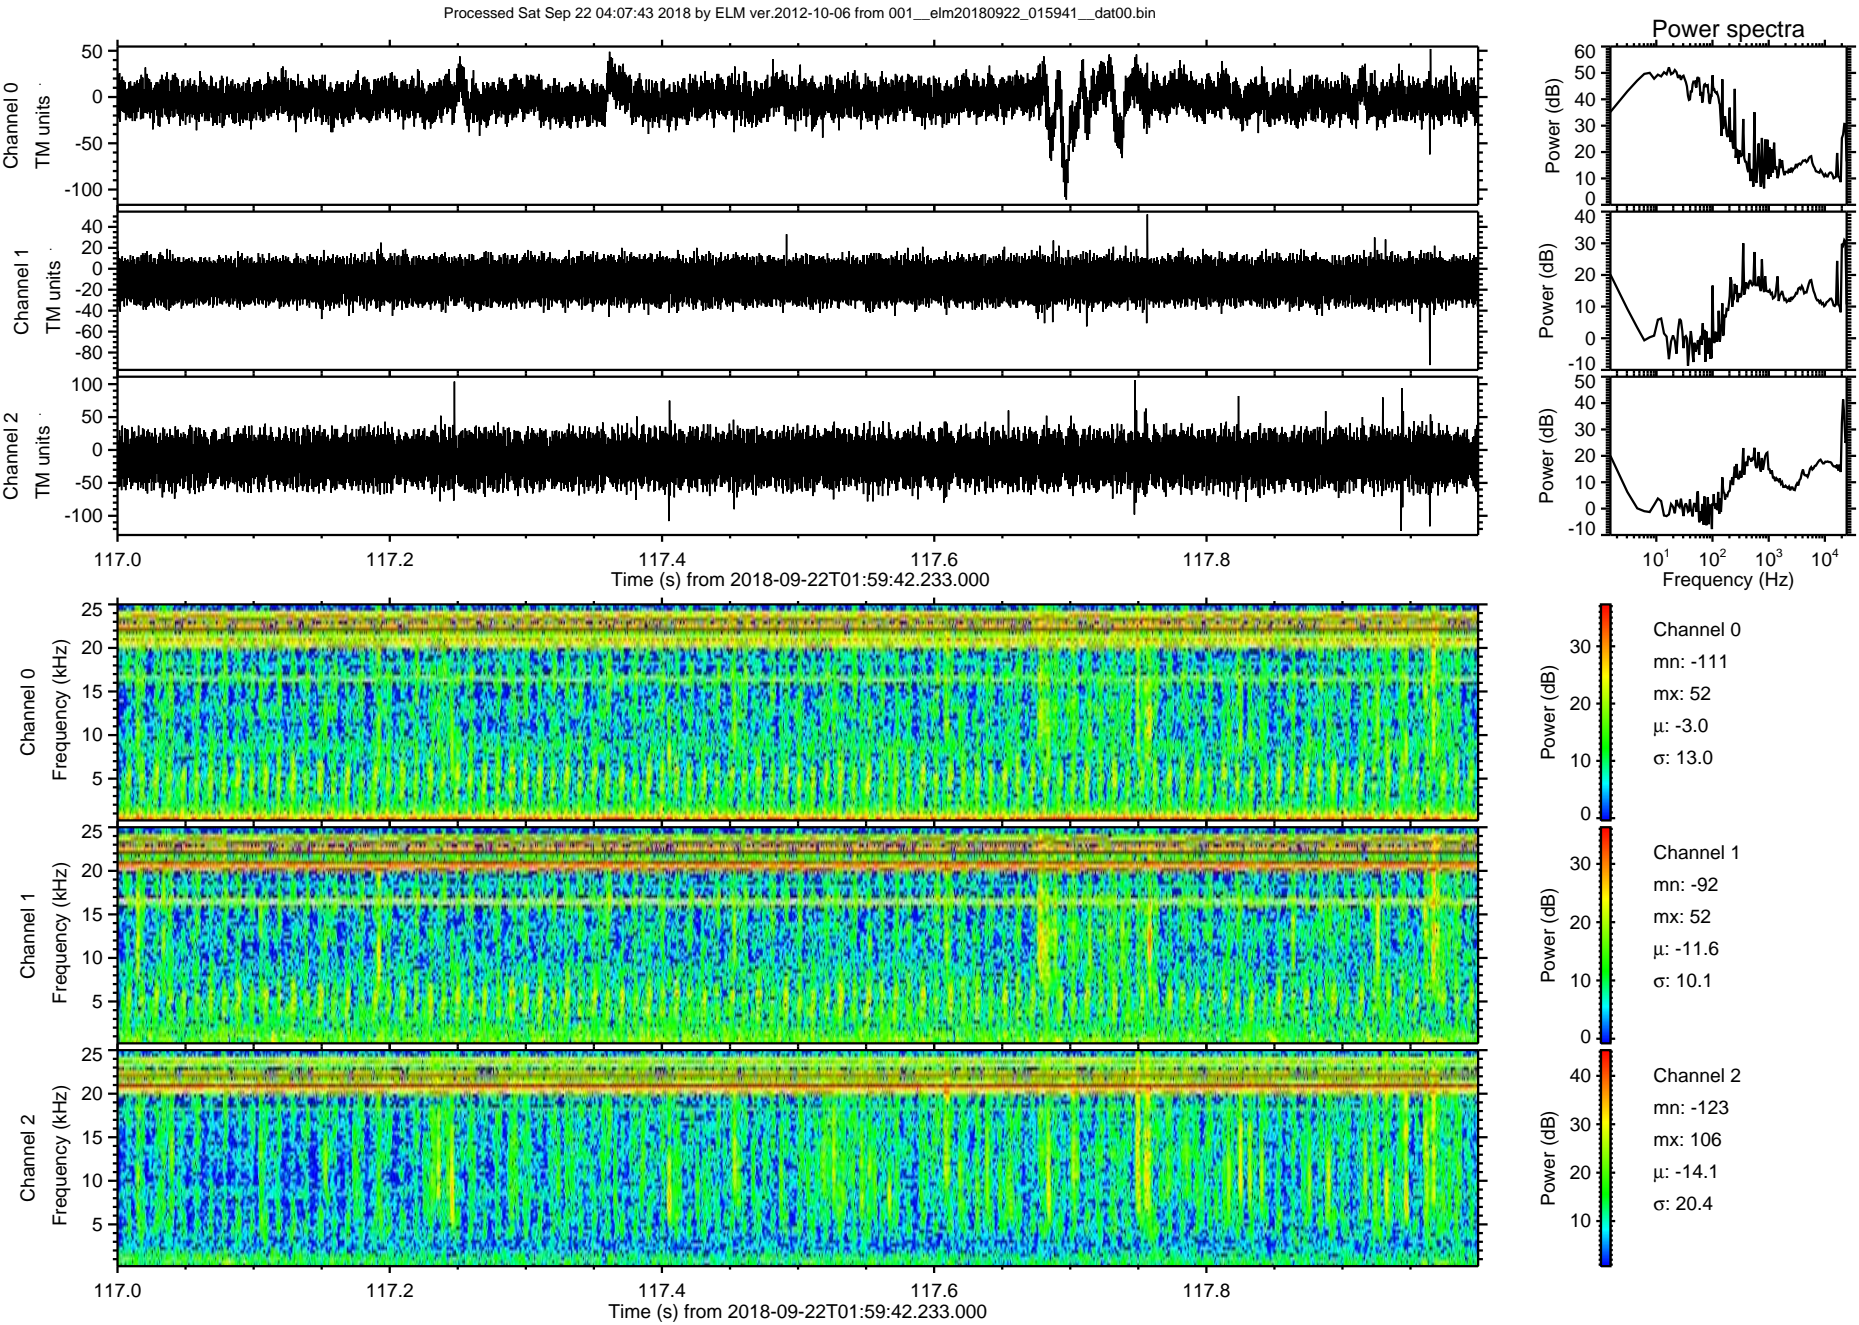 Processed Sat Sep 22 04:07:43 2018 by ELM ver.2012-10-06 from 001__elm20180922_015941__dat00.bin
Power spectra
Channel 0
TM units
50
0
-50
-100
Power (dB)
60
50
40
30
20
10
0
Channel 1
TM units
40
20
0
-20
-40
-60
-80
Power (dB)
40
30
20
10
0
-10
Channel 2
TM units
100
50
0
-50
-100
Power (dB)
50
40
30
20
10
0
-10
117.0 117.2 117.4 117.6 117.8
Time (s) from 2018-09-22T01:59:42.233.000
10¹ 10² 10³ 10⁴
Frequency (Hz)
Channel 0
Frequency (kHz)
25
20
15
10
5
Power (dB)
30
20
10
0
Channel 0
mn: -111
mx: 52
μ: -3.0
σ: 13.0
Channel 1
Frequency (kHz)
25
20
15
10
5
Power (dB)
30
20
10
0
Channel 1
mn: -92
mx: 52
μ: -11.6
σ: 10.1
Channel 2
Frequency (kHz)
25
20
15
10
5
Power (dB)
40
30
20
10
Channel 2
mn: -123
mx: 106
μ: -14.1
σ: 20.4
117.0 117.2 117.4 117.6 117.8
Time (s) from 2018-09-22T01:59:42.233.000